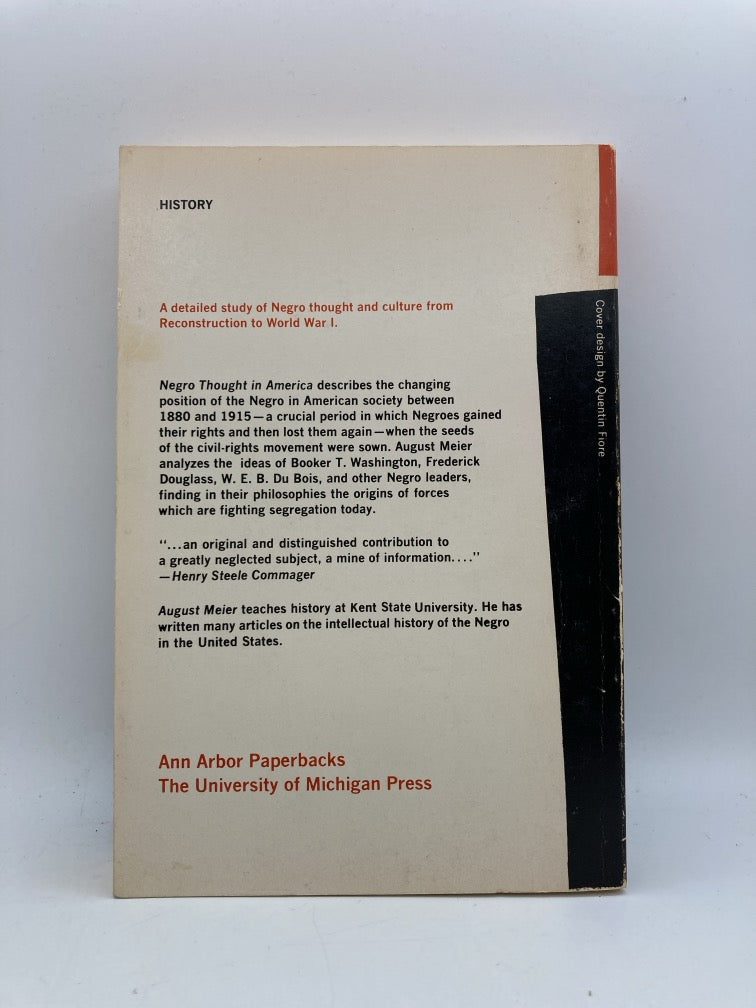 HISTORY
A detailed study of Negro thought and culture from
Reconstruction to World War I.
Negro Thought in America describes the changing
position of the Negro in American society between
1880 and 1915—a crucial period in which Negroes gained
their rights and then lost them again—when the seeds
of the civil-rights movement were sown. August Meier
analyzes the ideas of Booker T. Washington, Frederick
Douglass, W. E. B. Du Bois, and other Negro leaders,
finding in their philosophies the origins of forces
which are fighting segregation today.
“...an original and distinguished contribution to
a greatly neglected subject, a mine of information....”
—Henry Steele Commager
August Meier teaches history at Kent State University. He has
written many articles on the intellectual history of the Negro
in the United States.
Ann Arbor Paperbacks
The University of Michigan Press
Cover design by Quentin Fiore